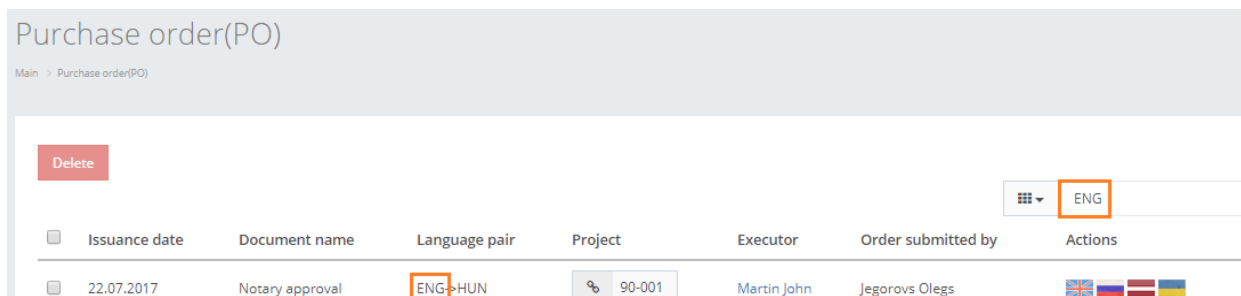 Purchase order(PO)
Main > Purchase order(PO)
Delete
ENG
Issuance date Document name Language pair Project Executor Order submitted by Actions
22.07.2017 Notary approval ENG->HUN 90-001 Martin John Jegorovs Olegs